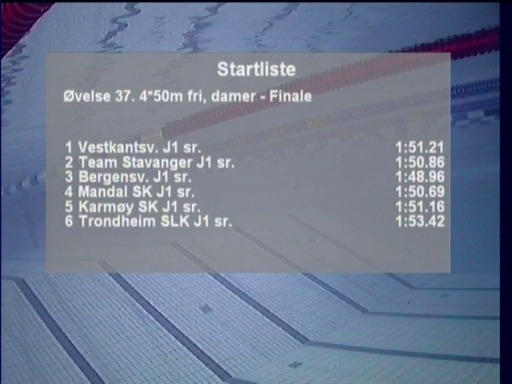 Startliste
Øvelse 37. 4*50m fri, damer - Finale
1 Vestkantsv. J1 sr. 1:51.21
2 Team Stavanger J1 sr. 1:50.86
3 Bergensv. J1 sr. 1:48.96
4 Mandal SK J1 sr. 1:50.69
5 Karmøy SK J1 sr. 1:51.16
6 Trondheim SLK J1 sr. 1:53.42